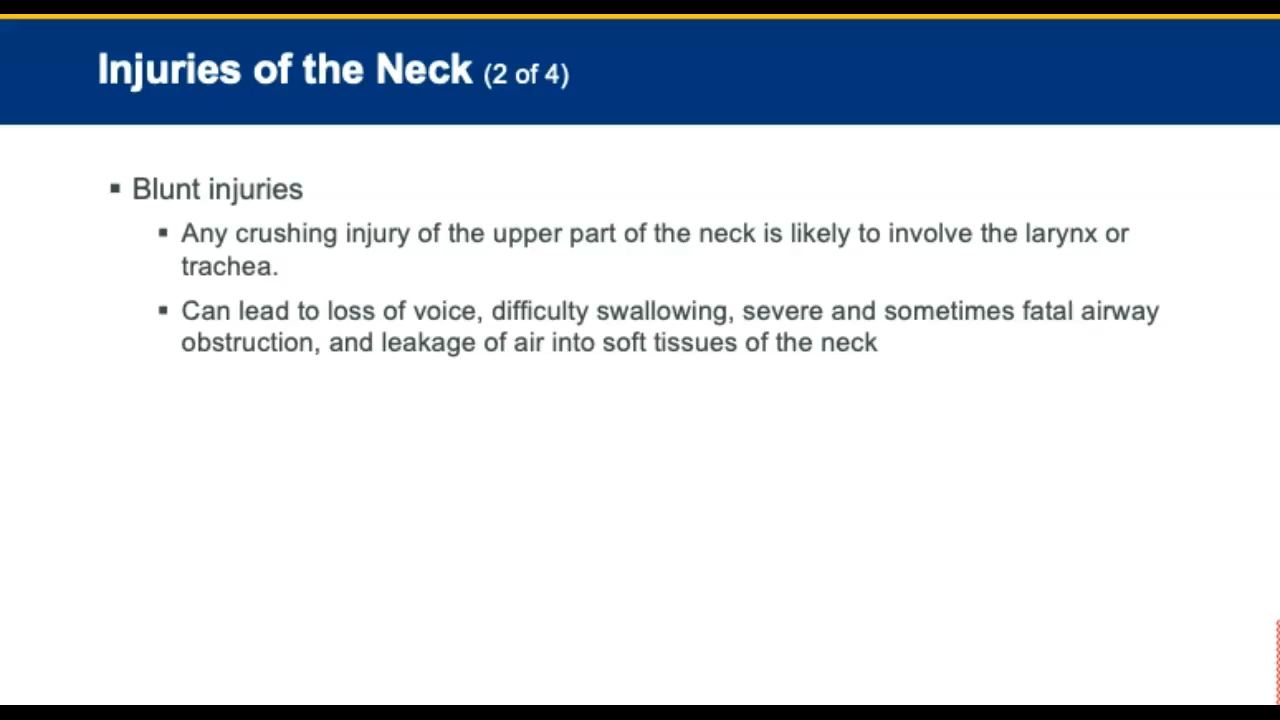 Injuries of the Neck (2 of 4)
▪ Blunt injuries
▪ Any crushing injury of the upper part of the neck is likely to involve the larynx or
trachea.
▪ Can lead to loss of voice, difficulty swallowing, severe and sometimes fatal airway
obstruction, and leakage of air into soft tissues of the neck